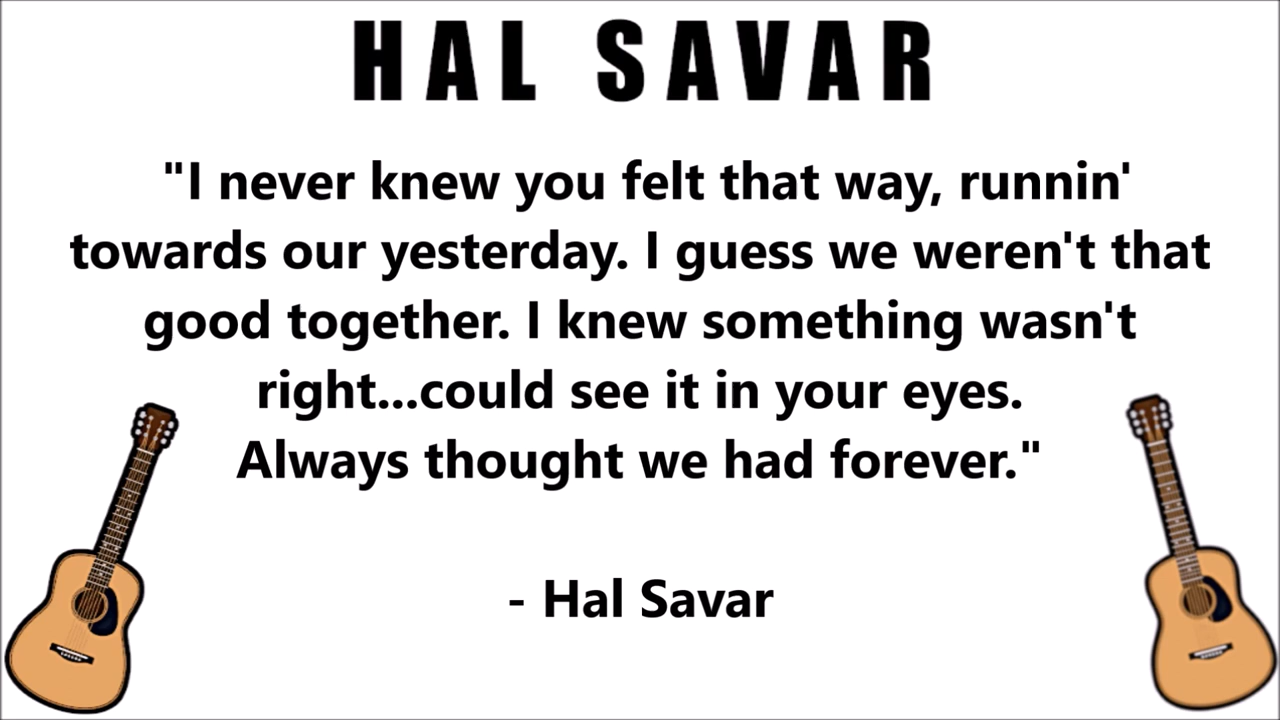 HAL SAVAR
"I never knew you felt that way, runnin'
towards our yesterday. I guess we weren't that
good together. I knew something wasn't
right...could see it in your eyes.
Always thought we had forever."
- Hal Savar